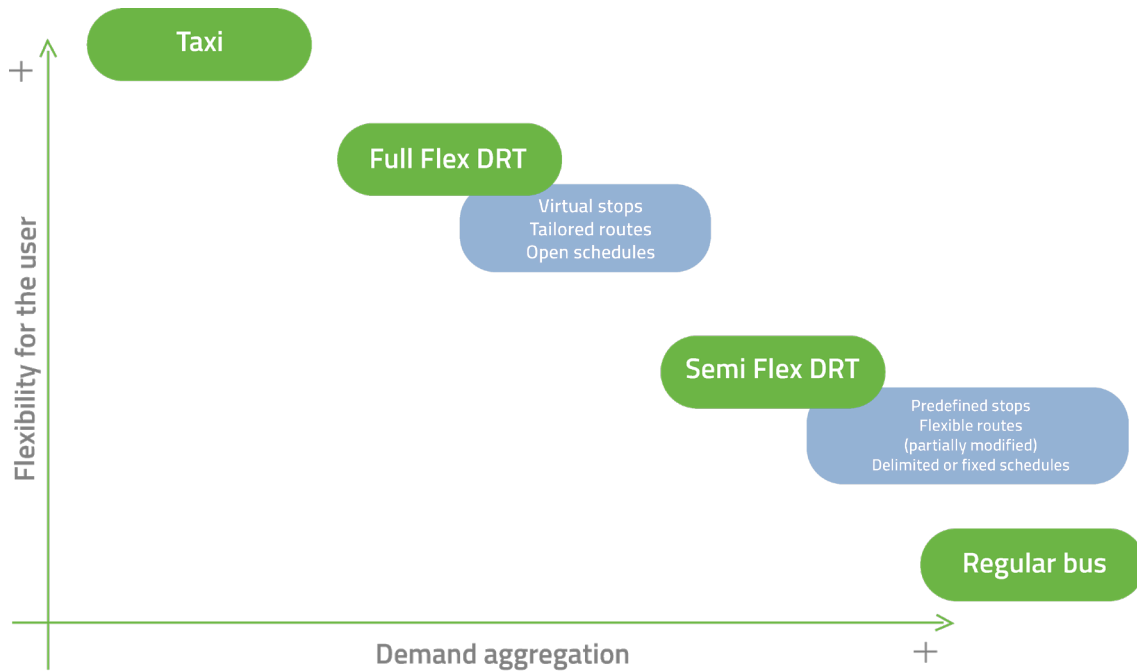 Taxi
+
Full Flex DRT
Virtual stops
Tailored routes
Open schedules
Flexibility for the user
Semi Flex DRT
Predefined stops
Flexible routes
(partially modified)
Delimited or fixed schedules
Regular bus
Demand aggregation
+